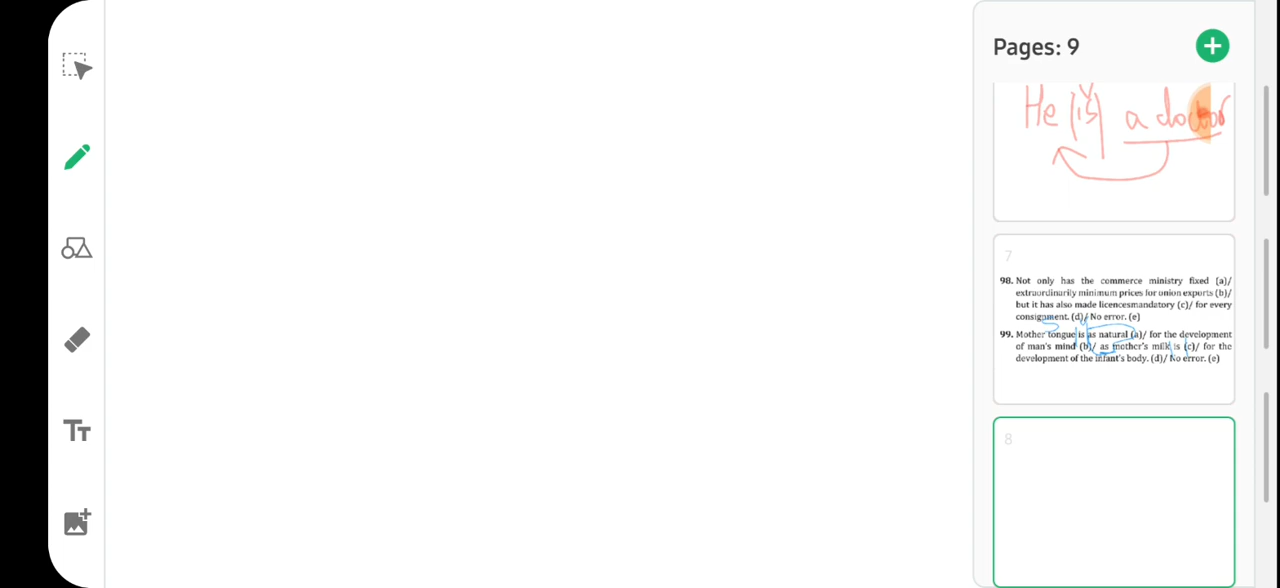 Pages: 9
He is a doctor
7
98. Not only has the commerce ministry fixed (a)/
extraordinarily minimum prices for onion exports (b)/
but it has also made licencesmandatory (c)/ for every
consignment. (d)/ No error. (e)
99. Mother tongue is as natural (a)/ for the development
of man's mind (b)/ as mother's milk is (c)/ for the
development of the infant's body. (d)/ No error. (e)
8
TT